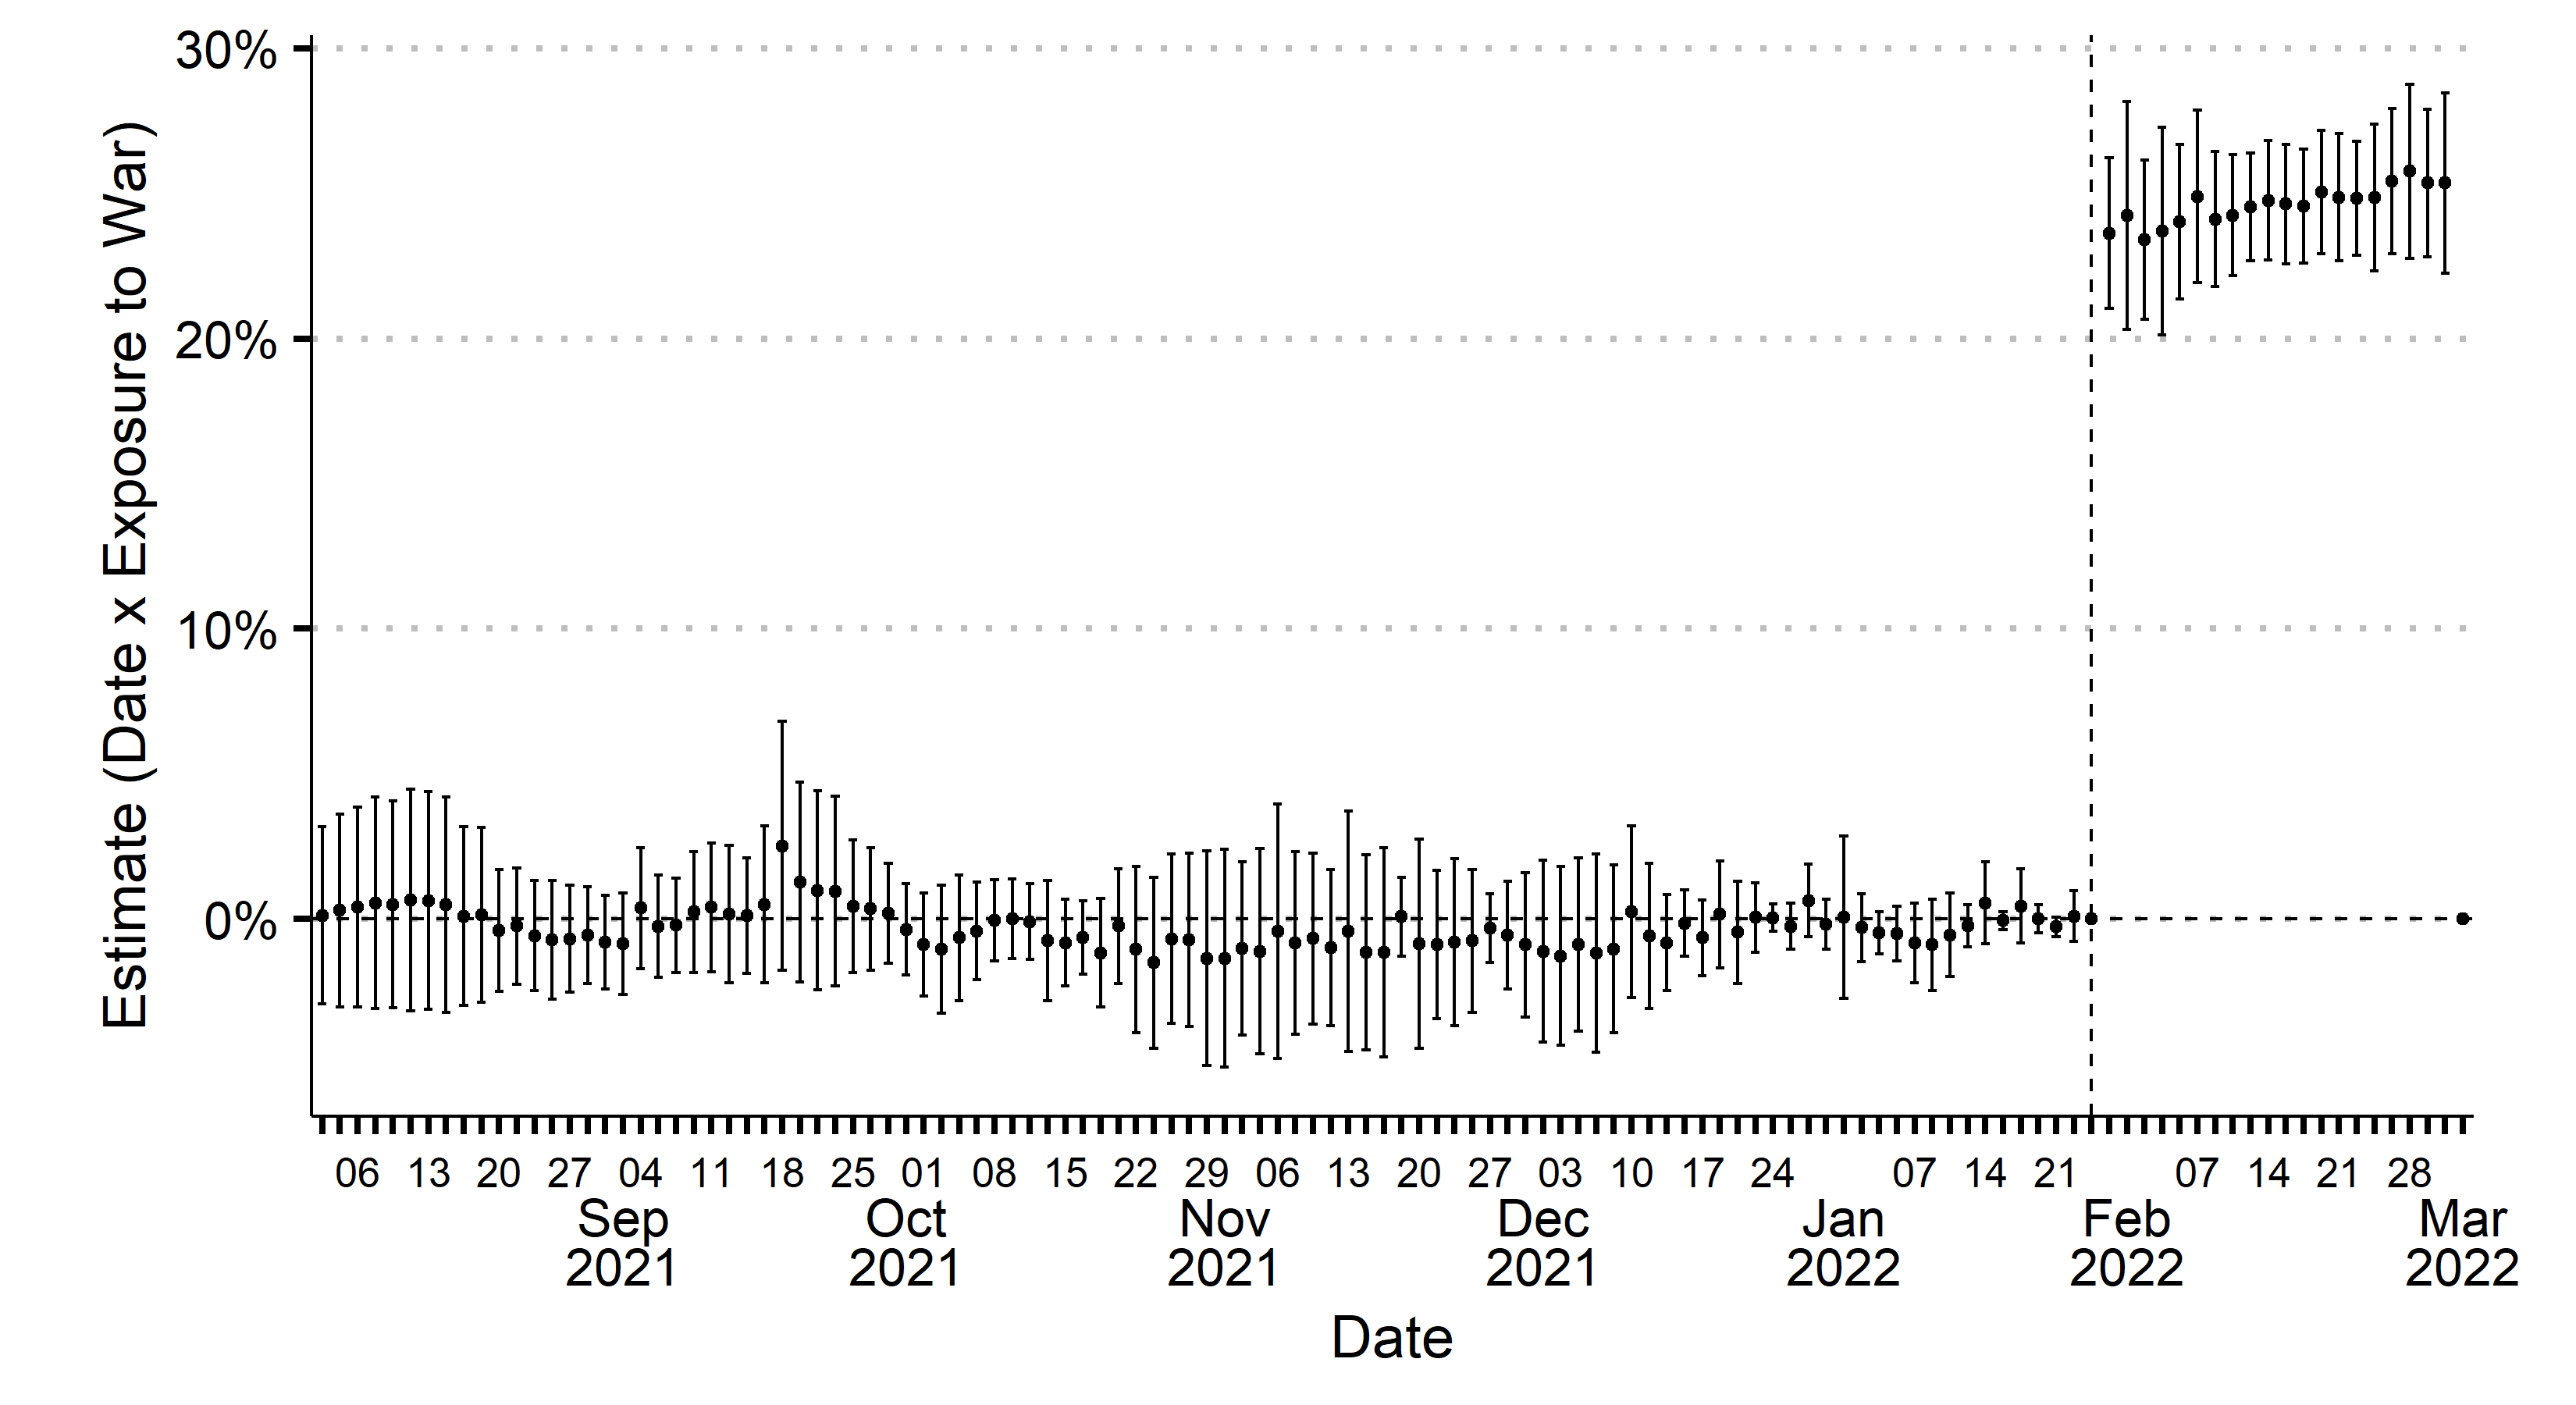 30%
20%
10%
0%
Estimate (Date x Exposure to War)
06 13 20 27 04 11 18 25 01 08 15 22 29 06 13 20 27 03 10 17 24 07 14 21 07 14 21 28
Sep Oct Nov Dec Jan Feb Mar
2021 2021 2021 2021 2022 2022 2022
Date